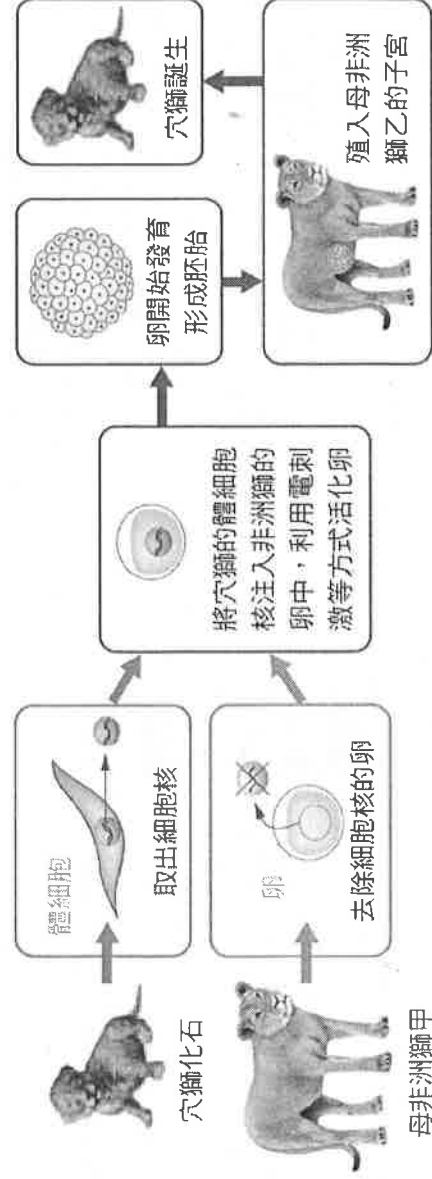 穴獅化石
體細胞
取出細胞核
母非洲獅甲
卵
去除細胞核的卵
將穴獅的體細胞
核注入非洲獅的
卵中，利用電刺
激等方式活化卵
卵開始發育
形成胚胎
殖入母非洲
獅乙的子宮
穴獅誕生